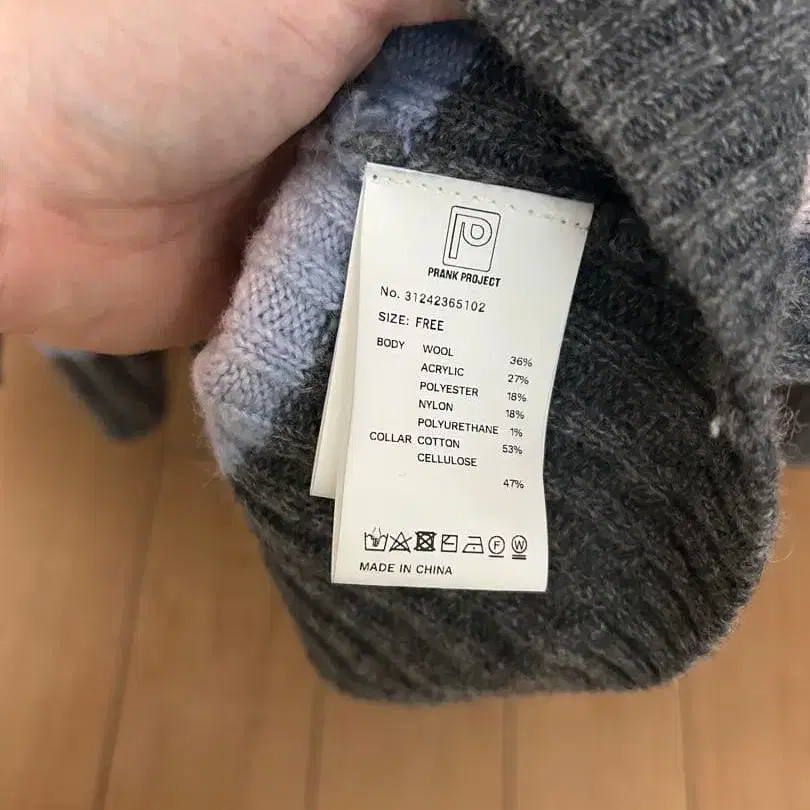 P
PRANK PROJECT
No. 31242365102
SIZE: FREE
BODY WOOL 36%
ACRYLIC 27%
POLYESTER 18%
NYLON 18%
POLYURETHANE 1%
COLLAR COTTON 53%
CELLULOSE
47%
F W
MADE IN CHINA